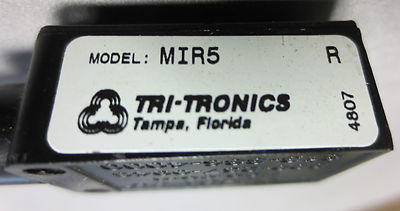 MODEL: MIR5 R
TRI-TRONICS
Tampa, Florida
4807